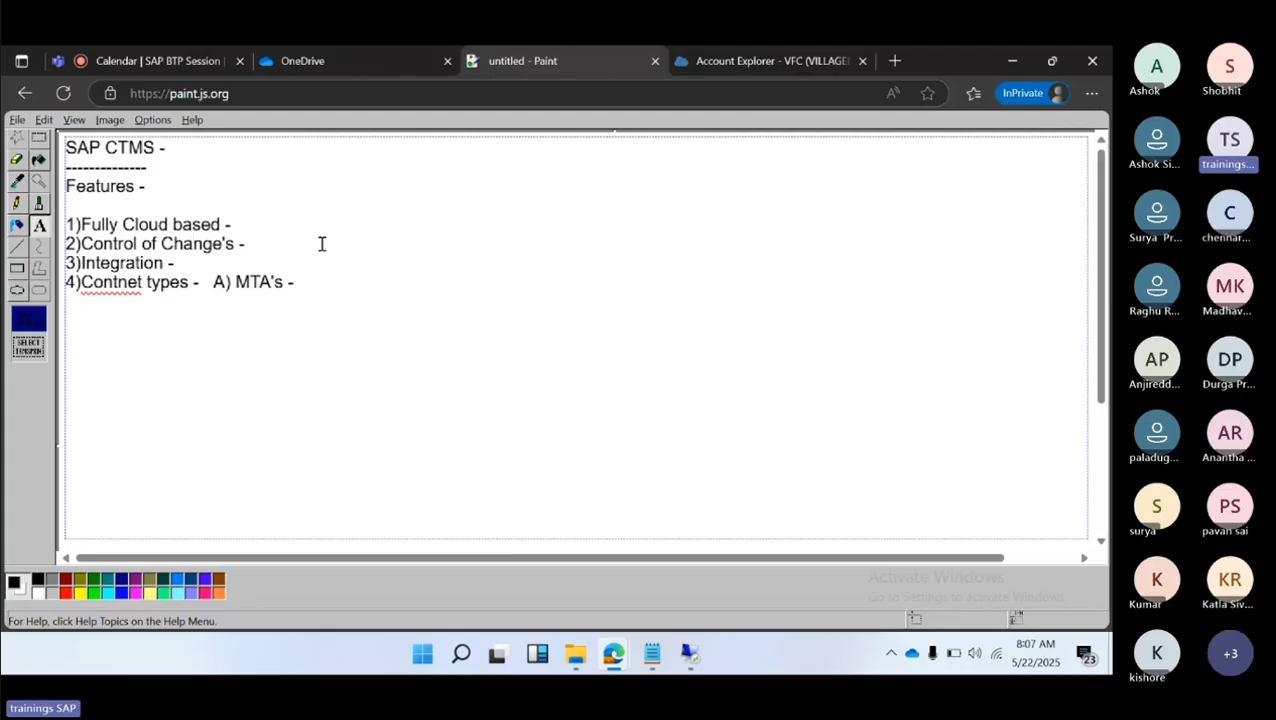 Calendar | SAP BTP Session
OneDrive
untitled - Paint
Account Explorer - VFC (VILLAGE
https://paint.js.org
InPrivate
File Edit View Image Options Help
SAP CTMS -
--------------
Features -
1)Fully Cloud based -
2)Control of Change's -
3)Integration -
4)Contnet types - A) MTA's -
SELECT
Activate Windows
Go to Settings to activate Windows.
For Help, click Help Topics on the Help Menu.
8:07 AM
5/22/2025
23
trainings SAP
A
Ashok
S
Shobhit
Ashok Si...
TS
trainings...
Surya Pr...
C
chennar...
Raghu R...
MK
Madhav...
AP
Anjiredd...
DP
Durga Pr...
paladug...
AR
Anantha ...
S
surya
PS
pavan sai
K
Kumar
KR
Katla Siv...
K
kishore
+3